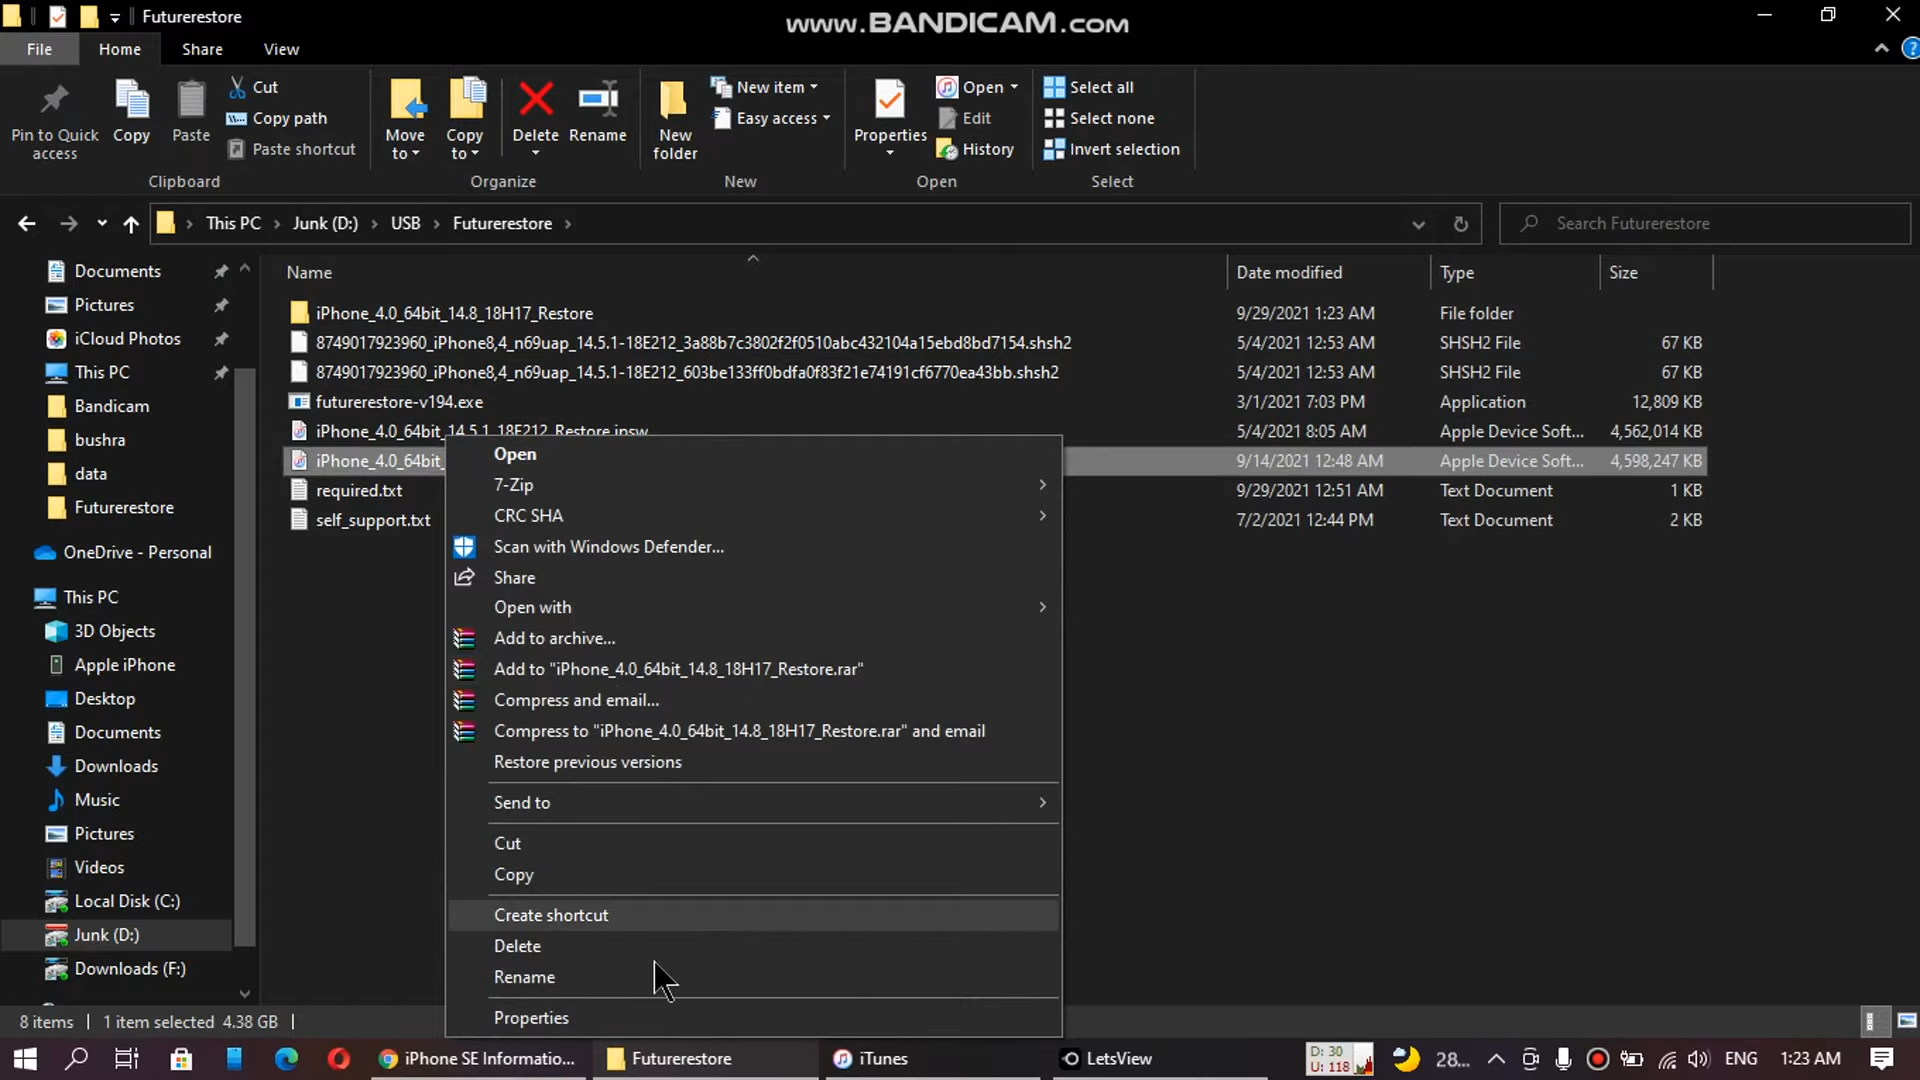 Futurerestore
www.BANDICAM.com
File
Home
Share
View
Pin to Quick access
Copy
Paste
Cut
Copy path
Paste shortcut
Clipboard
Move to
Copy to
Delete
Rename
Organize
New folder
New item
Easy access
New
Properties
Open
Edit
History
Open
Select all
Select none
Invert selection
Select
This PC
Junk (D:)
USB
Futurerestore
Search Futurerestore
Documents
Pictures
iCloud Photos
This PC
Bandicam
bushra
data
Futurerestore
OneDrive - Personal
This PC
3D Objects
Apple iPhone
Desktop
Documents
Downloads
Music
Pictures
Videos
Local Disk (C:)
Junk (D:)
Downloads (F:)
Name Date modified Type Size
iPhone_4.0_64bit_14.8_18H17_Restore 9/29/2021 1:23 AM File folder
8749017923960_iPhone8,4_n69uap_14.5.1-18E212_3a88b7c3802f2f0510abc432104a15ebd8bd7154.shsh2 5/4/2021 12:53 AM SHSH2 File 67 KB
8749017923960_iPhone8,4_n69uap_14.5.1-18E212_603be133ff0bdfa0f83f21e74191cf6770ea43bb.shsh2 5/4/2021 12:53 AM SHSH2 File 67 KB
futurerestore-v194.exe 3/1/2021 7:03 PM Application 12,809 KB
iPhone_4.0_64bit_14.5.1_18E212_Restore.ipsw 5/4/2021 8:05 AM Apple Device Soft... 4,562,014 KB
iPhone_4.0_64bit_ 9/14/2021 12:48 AM Apple Device Soft... 4,598,247 KB
required.txt 9/29/2021 12:51 AM Text Document 1 KB
self_support.txt 7/2/2021 12:44 PM Text Document 2 KB
Open
7-Zip
CRC SHA
Scan with Windows Defender...
Share
Open with
Add to archive...
Add to "iPhone_4.0_64bit_14.8_18H17_Restore.rar"
Compress and email...
Compress to "iPhone_4.0_64bit_14.8_18H17_Restore.rar" and email
Restore previous versions
Send to
Cut
Copy
Create shortcut
Delete
Rename
Properties
8 items 1 item selected 4.38 GB
iPhone SE Informatio...
Futurerestore
iTunes
LetsView
D: 30
U: 118
28...
ENG
1:23 AM